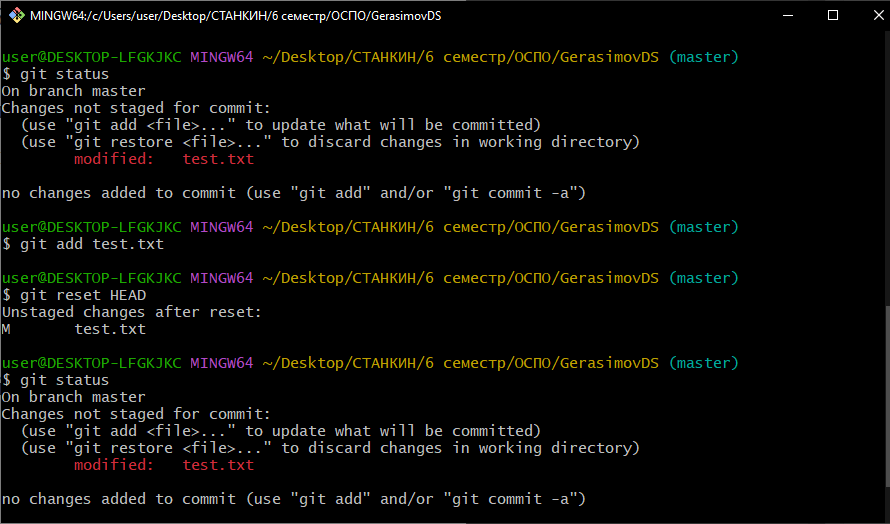 MINGW64:/c/Users/user/Desktop/СТАНКИН/6 семестр/ОСПО/GerasimovDS
user@DESKTOP-LFGKJKC MINGW64 ~/Desktop/СТАНКИН/6 семестр/ОСПО/GerasimovDS (master)
$ git status
On branch master
Changes not staged for commit:
  (use "git add <file>..." to update what will be committed)
  (use "git restore <file>..." to discard changes in working directory)
        modified:   test.txt
no changes added to commit (use "git add" and/or "git commit -a")
user@DESKTOP-LFGKJKC MINGW64 ~/Desktop/СТАНКИН/6 семестр/ОСПО/GerasimovDS (master)
$ git add test.txt
user@DESKTOP-LFGKJKC MINGW64 ~/Desktop/СТАНКИН/6 семестр/ОСПО/GerasimovDS (master)
$ git reset HEAD
Unstaged changes after reset:
M       test.txt
user@DESKTOP-LFGKJKC MINGW64 ~/Desktop/СТАНКИН/6 семестр/ОСПО/GerasimovDS (master)
$ git status
On branch master
Changes not staged for commit:
  (use "git add <file>..." to update what will be committed)
  (use "git restore <file>..." to discard changes in working directory)
        modified:   test.txt
no changes added to commit (use "git add" and/or "git commit -a")